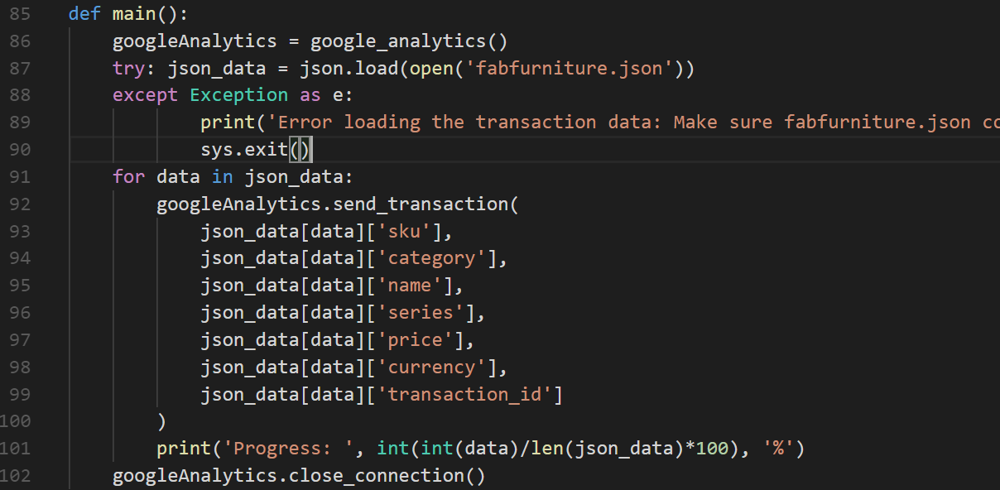 85 def main():
86 googleAnalytics = google_analytics()
87 try: json_data = json.load(open('fabfurniture.json'))
88 except Exception as e:
89 print('Error loading the transaction data: Make sure fabfurniture.json
90 sys.exit()
91 for data in json_data:
92 googleAnalytics.send_transaction(
93 json_data[data]['sku'],
94 json_data[data]['category'],
95 json_data[data]['name'],
96 json_data[data]['series'],
97 json_data[data]['price'],
98 json_data[data]['currency'],
99 json_data[data]['transaction_id']
100 )
101 print('Progress: ', int(int(data)/len(json_data)*100), '%')
102 googleAnalytics.close_connection()